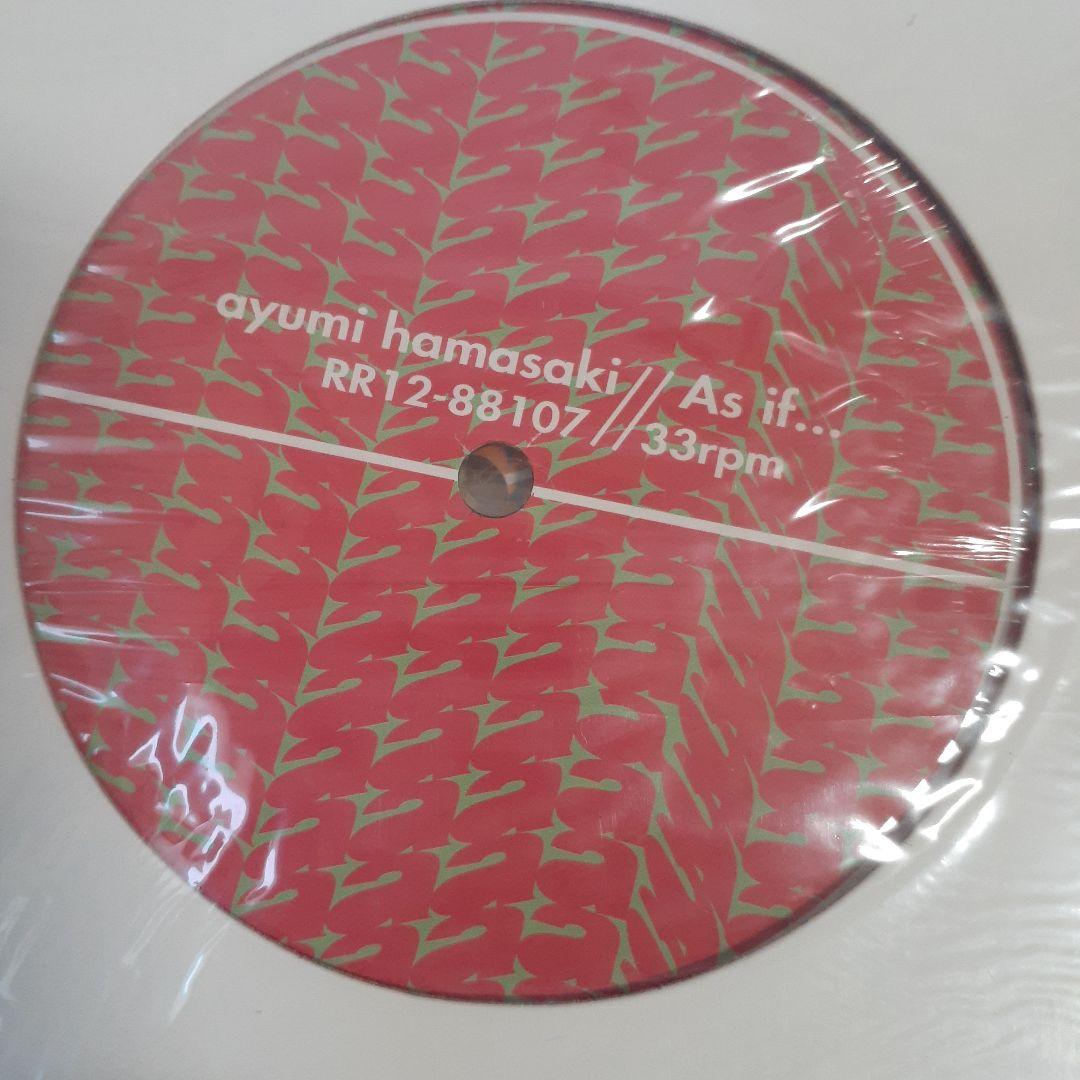 ayumi hamasaki // As if...
RR12-88107 // 33rpm